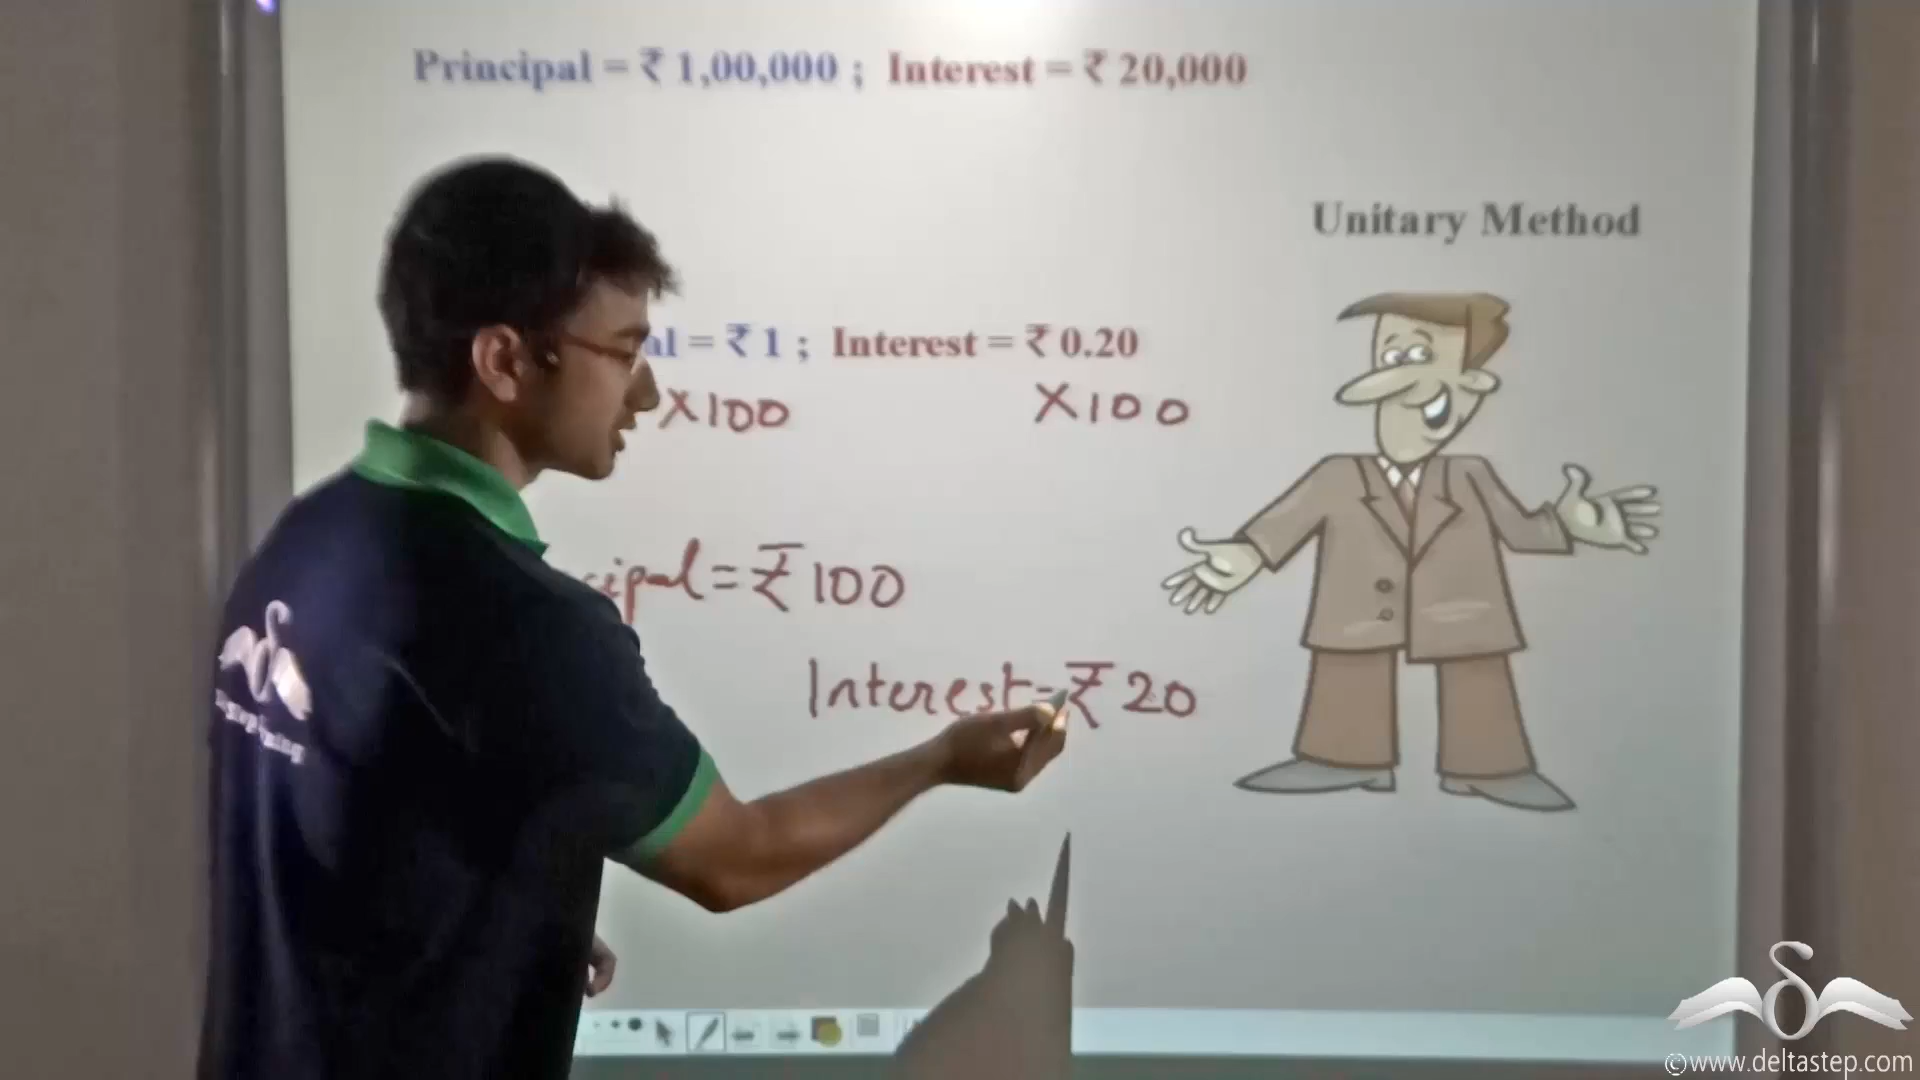 Principal = ₹ 1,00,000 ; Interest = ₹ 20,000
Unitary Method
al = ₹ 1 ; Interest = ₹ 0.20
X100 X100
cipal = ₹ 100
Interest = ₹ 20
©www.deltastep.com